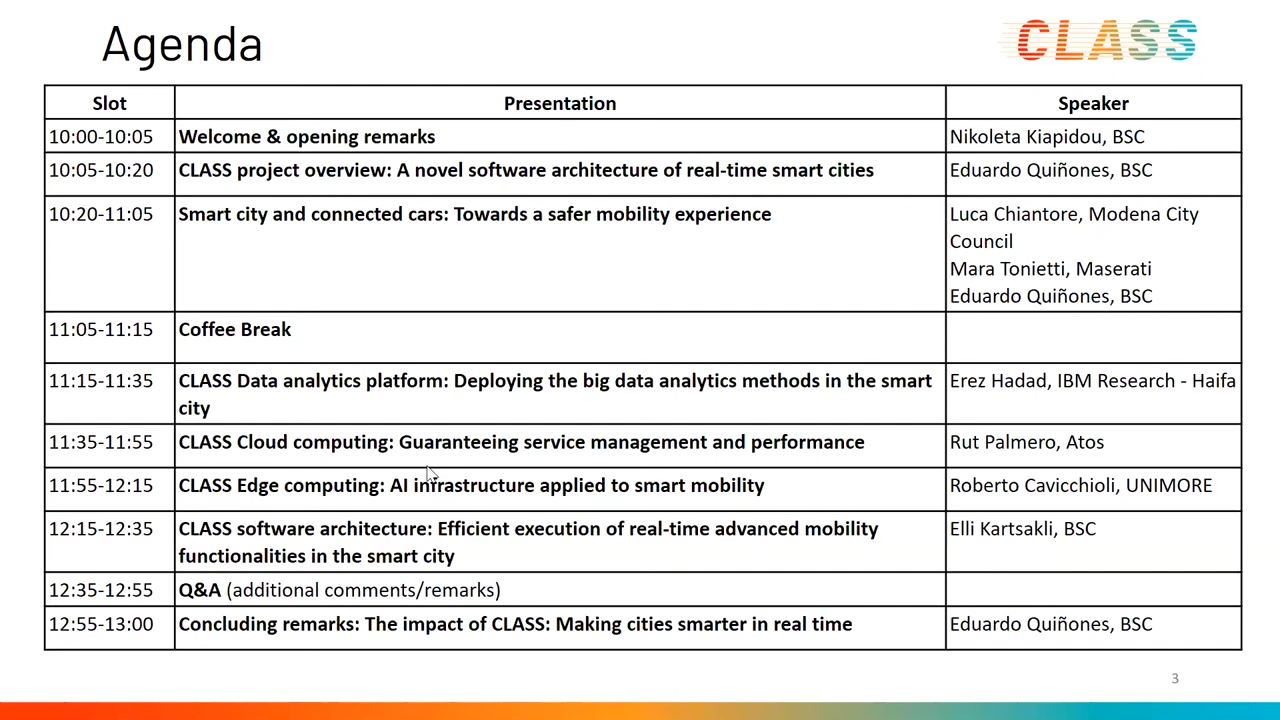 Agenda
CLASS
Slot Presentation Speaker
10:00-10:05 Welcome & opening remarks Nikoleta Kiapidou, BSC
10:05-10:20 CLASS project overview: A novel software architecture of real-time smart cities Eduardo Quiñones, BSC
10:20-11:05 Smart city and connected cars: Towards a safer mobility experience Luca Chiantore, Modena City
Council
Mara Tonietti, Maserati
Eduardo Quiñones, BSC
11:05-11:15 Coffee Break
11:15-11:35 CLASS Data analytics platform: Deploying the big data analytics methods in the smart Erez Hadad, IBM Research - Haifa
city
11:35-11:55 CLASS Cloud computing: Guaranteeing service management and performance Rut Palmero, Atos
11:55-12:15 CLASS Edge computing: AI infrastructure applied to smart mobility Roberto Cavicchioli, UNIMORE
12:15-12:35 CLASS software architecture: Efficient execution of real-time advanced mobility Elli Kartsakli, BSC
functionalities in the smart city
12:35-12:55 Q&A (additional comments/remarks)
12:55-13:00 Concluding remarks: The impact of CLASS: Making cities smarter in real time Eduardo Quiñones, BSC
3